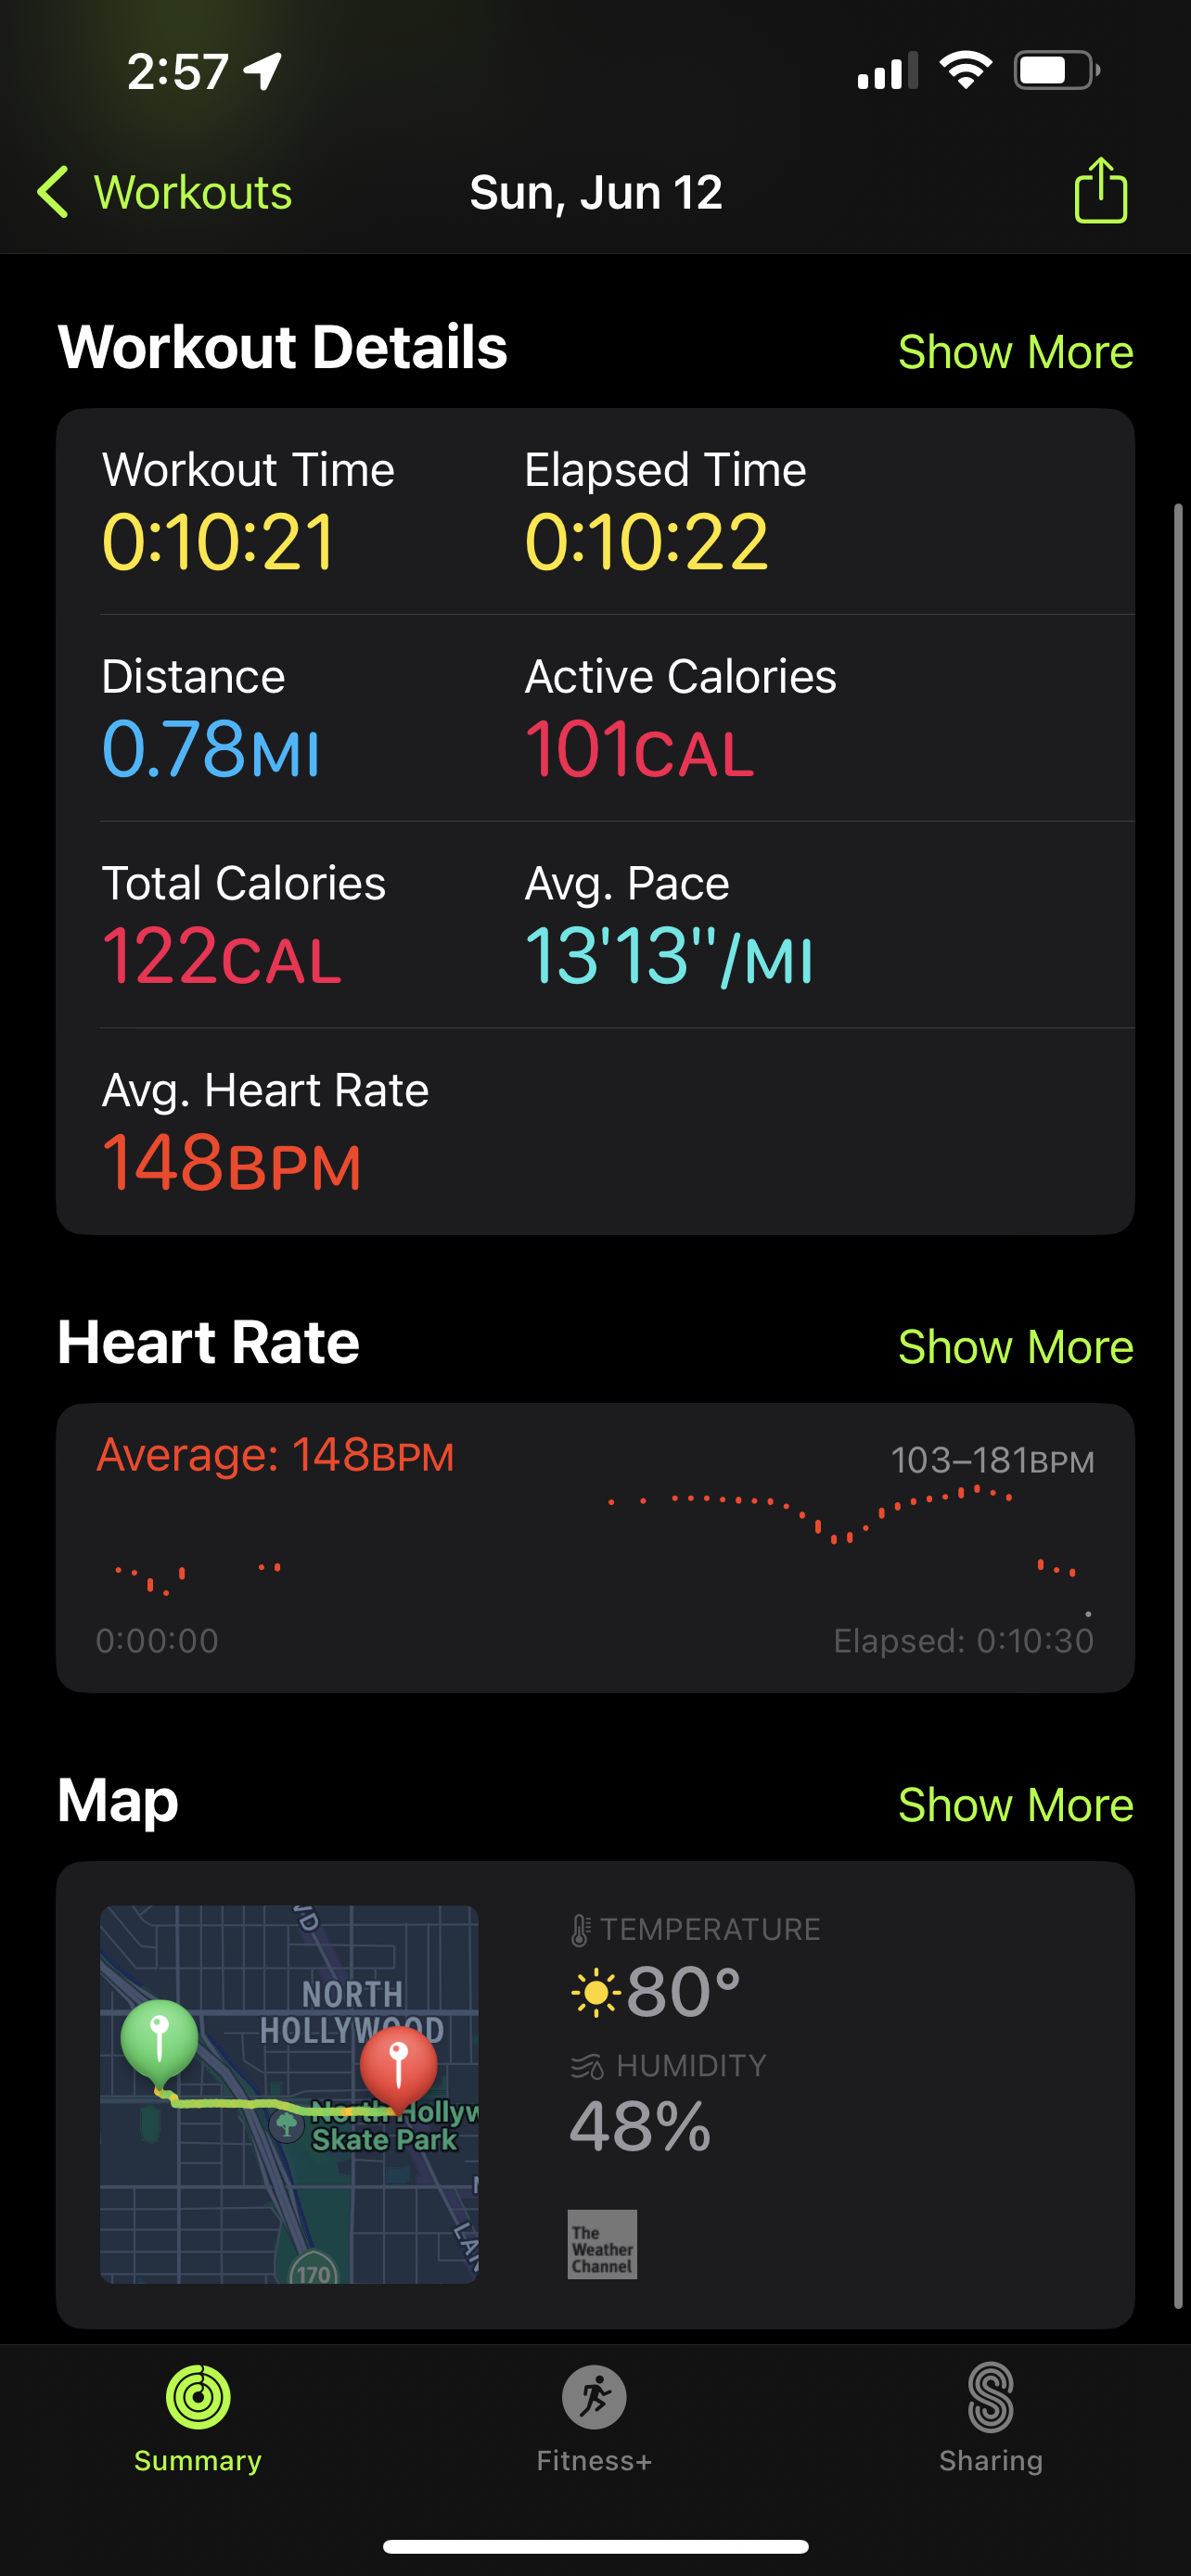 2:57
Workouts
Sun, Jun 12
Workout Details
Show More
Workout Time
Elapsed Time
0:10:21
0:10:22
Distance
Active Calories
0.78MI
101CAL
Total Calories
Avg. Pace
122CAL
13'13"/MI
Avg. Heart Rate
148BPM
Heart Rate
Show More
Average: 148BPM
103–181BPM
0:00:00
Elapsed: 0:10:30
Map
Show More
NORTH
HOLLYWOOD
North Hollyw
Skate Park
170
TEMPERATURE
80°
HUMIDITY
48%
The
Weather
Channel
Summary
Fitness+
Sharing